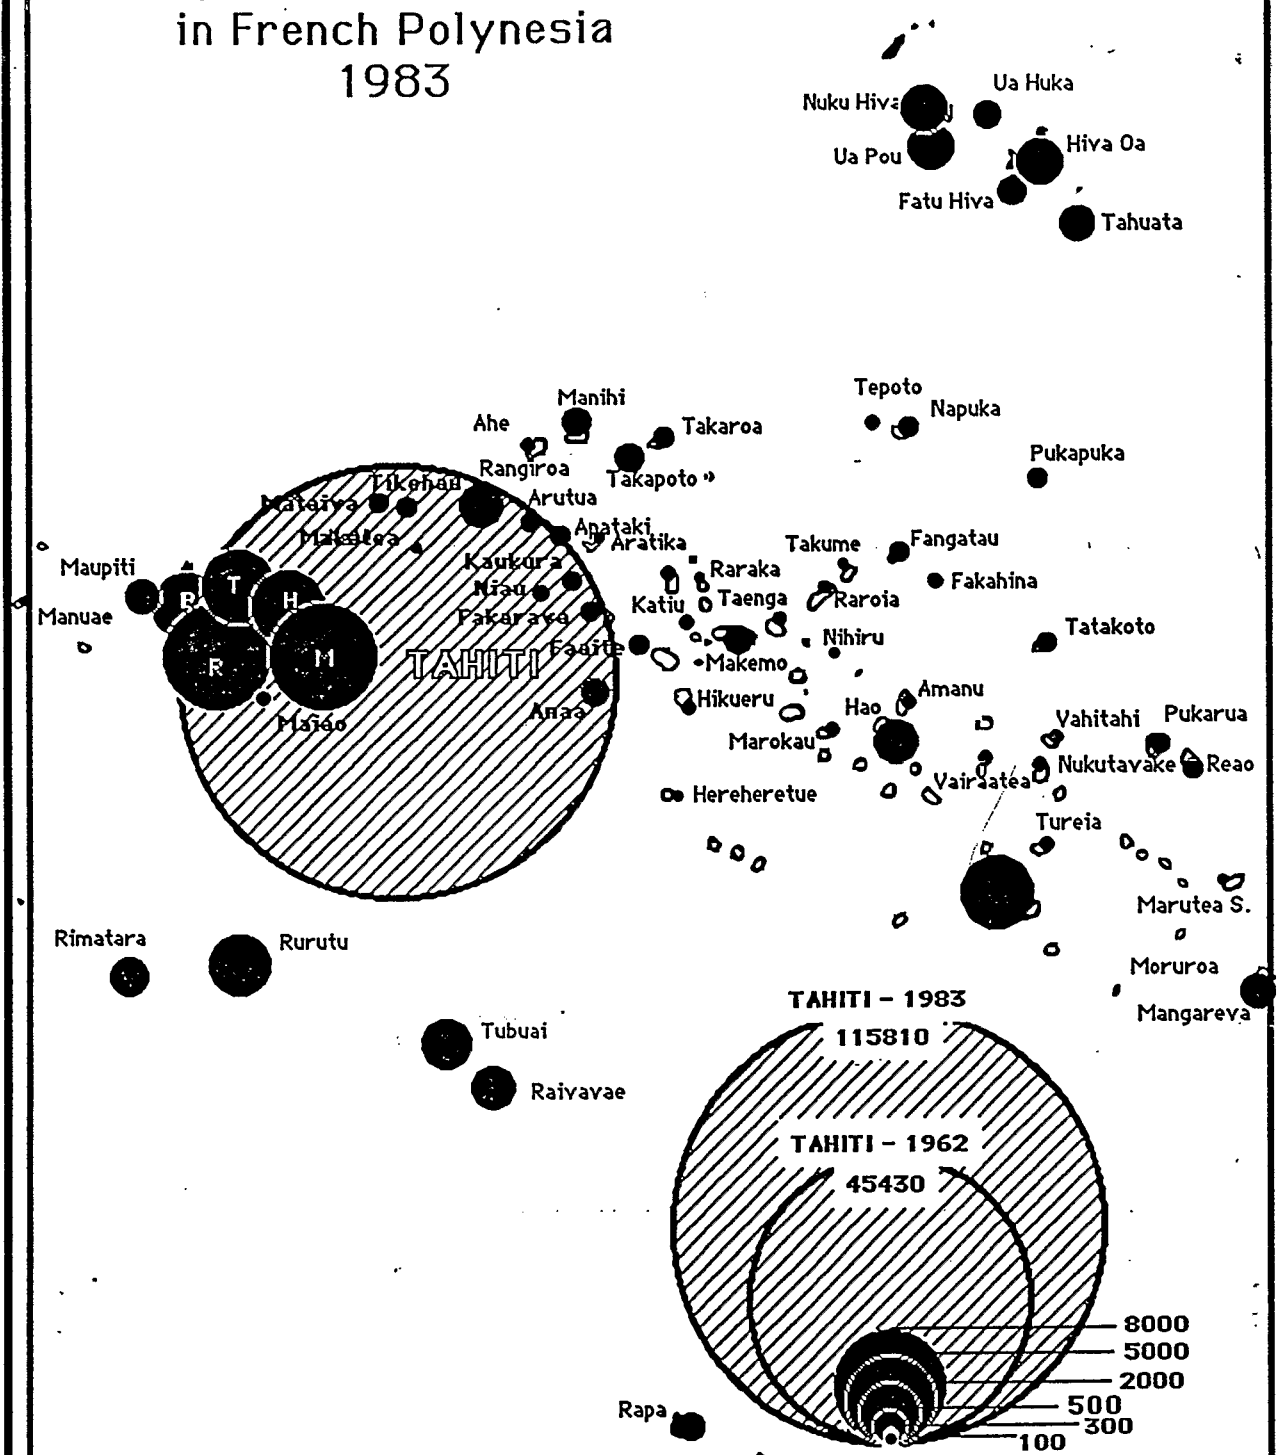 in French Polynesia
1983
Ua Huka
Nuku Hiva
Hiva Oa
Ua Pou
Fatu Hiva
Tahuata
Tepoto
Manihi
Napuka
Ahe
Takaroa
Pukapuka
Rangiroa
Takapoto
Tikehau
Mataiva
Arutua
Anataki
Aratika
Fangatau
Takume
Kaukura
Maupiti
Raraka
Fakahina
T
B
H
Niau
Katiu
Taenga
Raroia
Manuae
Fakarava
Tatakoto
Nihiru
Faaite
R
M
TAHITI
Makemo
Hikueru
Amanu
Hao
Anaa
Maiao
Vahitahi
Pukarua
Marokau
Nukutavake
Reao
Vairaatea
Hereheretue
Tureia
Marutea S.
Rimatara
Rurutu
Moruroa
Mangareva
TAHITI - 1983
115810
Tubuai
Raivavae
TAHITI - 1962
45430
8000
5000
2000
500
300
100
Rapa